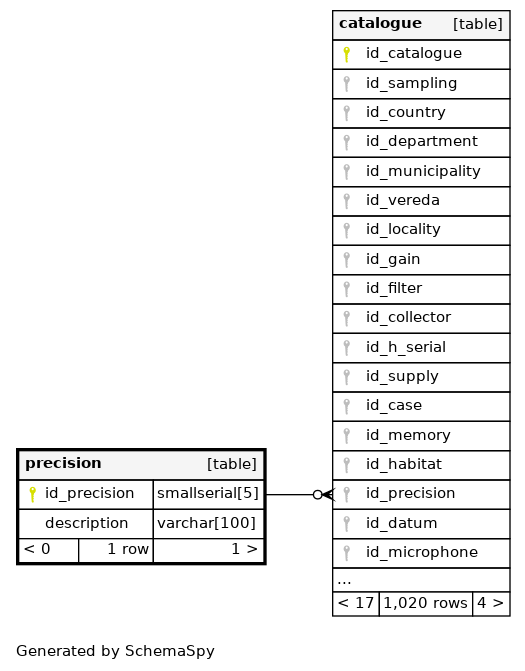 catalogue [table]
id_catalogue
id_sampling
id_country
id_department
id_municipality
id_vereda
id_locality
id_gain
id_filter
id_collector
id_h_serial
id_supply
id_case
id_memory
id_habitat
id_precision
id_datum
id_microphone
...
< 17 1,020 rows 4 >
precision [table]
id_precision smallserial[5]
description varchar[100]
< 0 1 row 1 >
Generated by SchemaSpy